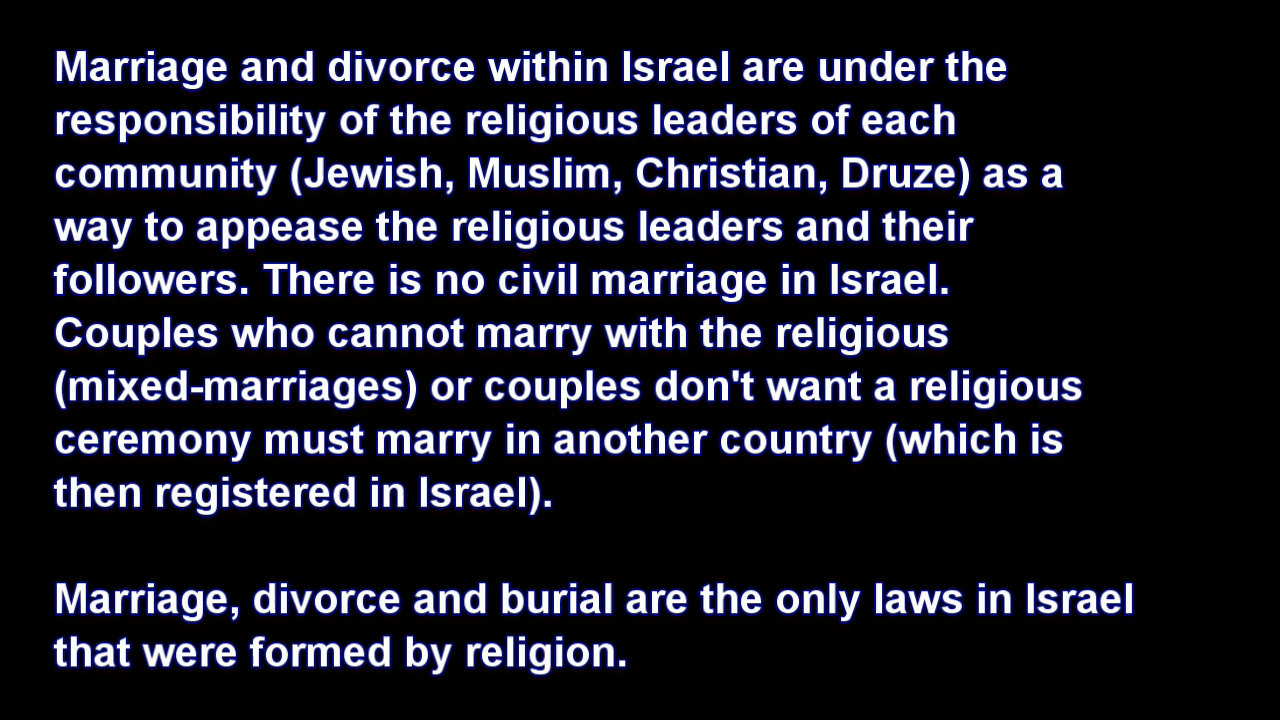 Marriage and divorce within Israel are under the
responsibility of the religious leaders of each
community (Jewish, Muslim, Christian, Druze) as a
way to appease the religious leaders and their
followers. There is no civil marriage in Israel.
Couples who cannot marry with the religious
(mixed-marriages) or couples don't want a religious
ceremony must marry in another country (which is
then registered in Israel).
Marriage, divorce and burial are the only laws in Israel
that were formed by religion.